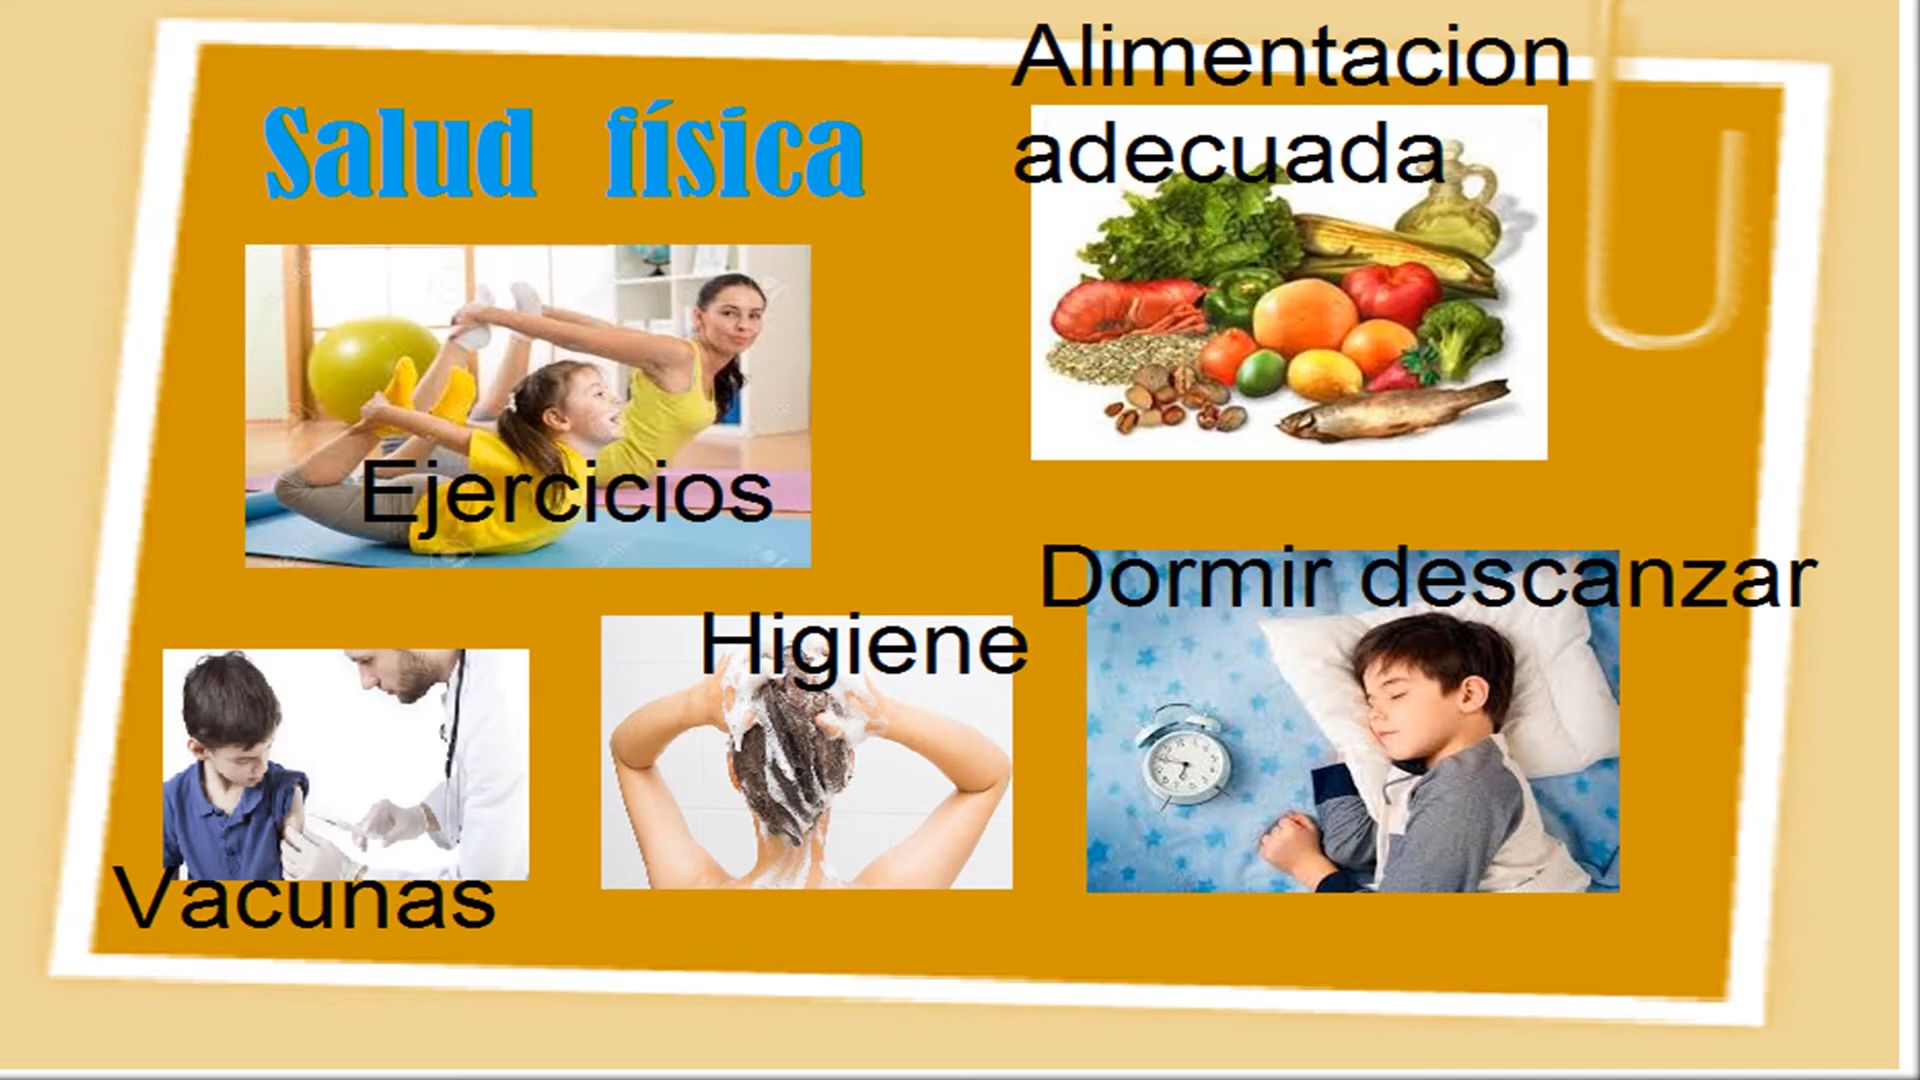 Salud física
Alimentacion
adecuada
Ejercicios
Dormir descanzar
Higiene
Vacunas